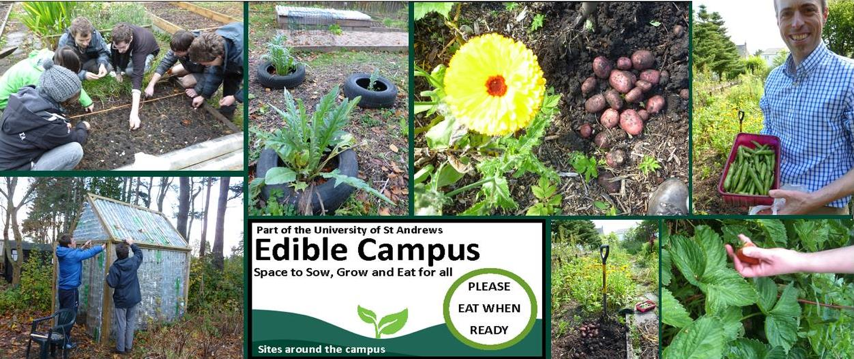 Part of the University of St Andrews
Edible Campus
Space to Sow, Grow and Eat for all
PLEASE
EAT WHEN
READY
Sites around the campus